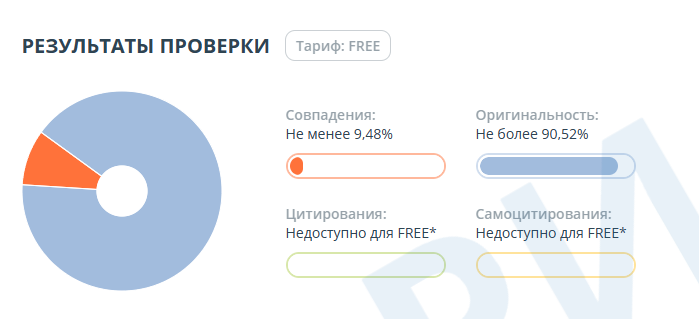 РЕЗУЛЬТАТЫ ПРОВЕРКИ Тариф: FREE
Совпадения:
Не менее 9,48%
Оригинальность:
Не более 90,52%
Цитирования:
Недоступно для FREE*
Самоцитирования:
Недоступно для FREE*